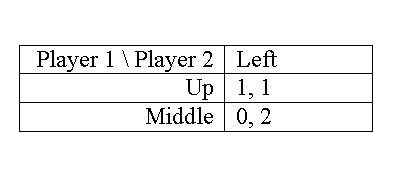 Player 1 \ Player 2 Left
Up 1, 1
Middle 0, 2